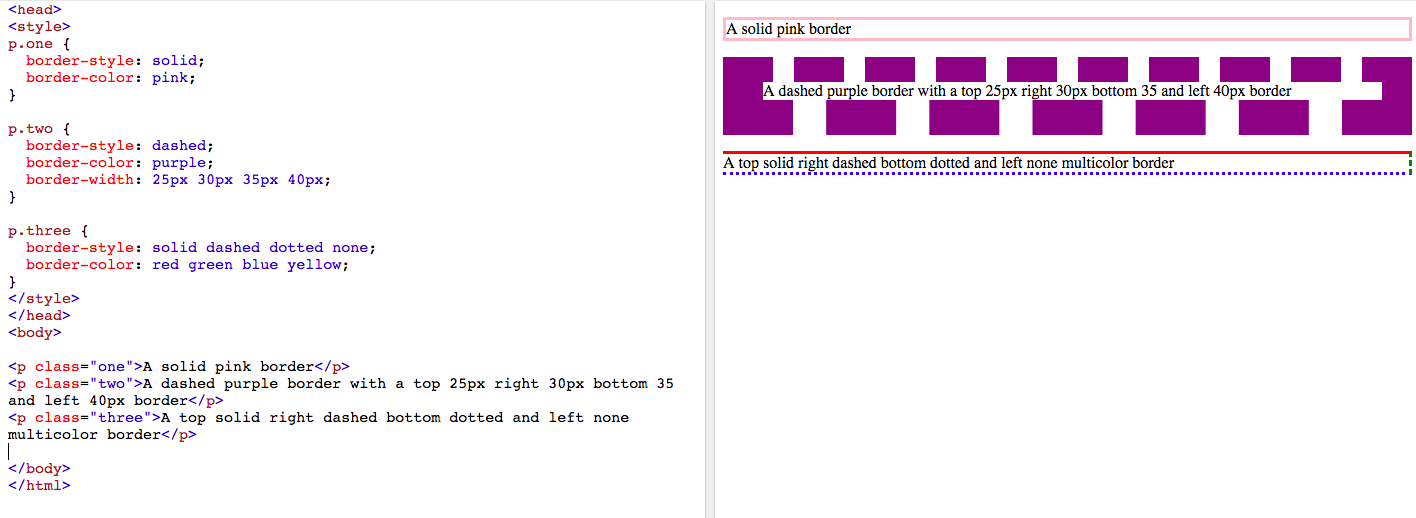 <head>
<style>
p.one {
  border-style: solid;
  border-color: pink;
}
p.two {
  border-style: dashed;
  border-color: purple;
  border-width: 25px 30px 35px 40px;
}
p.three {
  border-style: solid dashed dotted none;
  border-color: red green blue yellow;
}
</style>
</head>
<body>
<p class="one">A solid pink border</p>
<p class="two">A dashed purple border with a top 25px right 30px bottom 35
and left 40px border</p>
<p class="three">A top solid right dashed bottom dotted and left none
multicolor border</p>
</body>
</html>
A solid pink border
A dashed purple border with a top 25px right 30px bottom 35 and left 40px border
A top solid right dashed bottom dotted and left none multicolor border